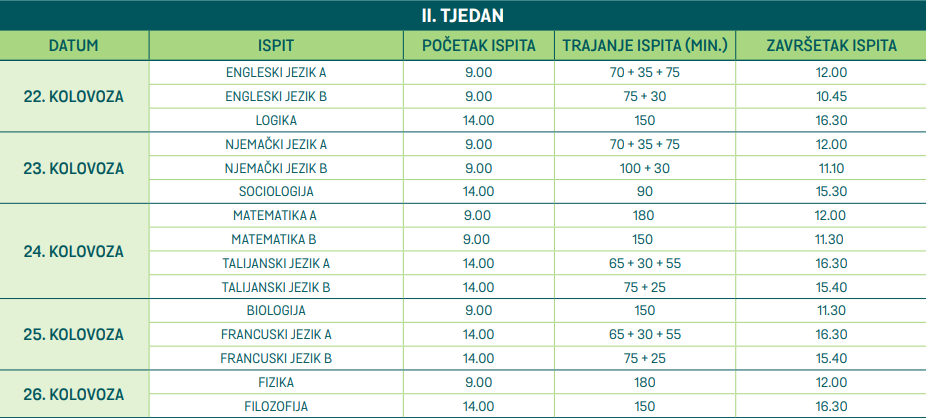 II. TJEDAN
DATUM ISPIT POČETAK ISPITA TRAJANJE ISPITA (MIN.) ZAVRŠETAK ISPITA
22. KOLOVOZA
ENGLESKI JEZIK A 9.00 70 + 35 + 75 12.00
ENGLESKI JEZIK B 9.00 75 + 30 10.45
LOGIKA 14.00 150 16.30
23. KOLOVOZA
NJEMAČKI JEZIK A 9.00 70 + 35 + 75 12.00
NJEMAČKI JEZIK B 9.00 100 + 30 11.10
SOCIOLOGIJA 14.00 90 15.30
24. KOLOVOZA
MATEMATIKA A 9.00 180 12.00
MATEMATIKA B 9.00 150 11.30
TALIJANSKI JEZIK A 14.00 65 + 30 + 55 16.30
TALIJANSKI JEZIK B 14.00 75 + 25 15.40
25. KOLOVOZA
BIOLOGIJA 9.00 150 11.30
FRANCUSKI JEZIK A 14.00 65 + 30 + 55 16.30
FRANCUSKI JEZIK B 14.00 75 + 25 15.40
26. KOLOVOZA
FIZIKA 9.00 180 12.00
FILOZOFIJA 14.00 150 16.30